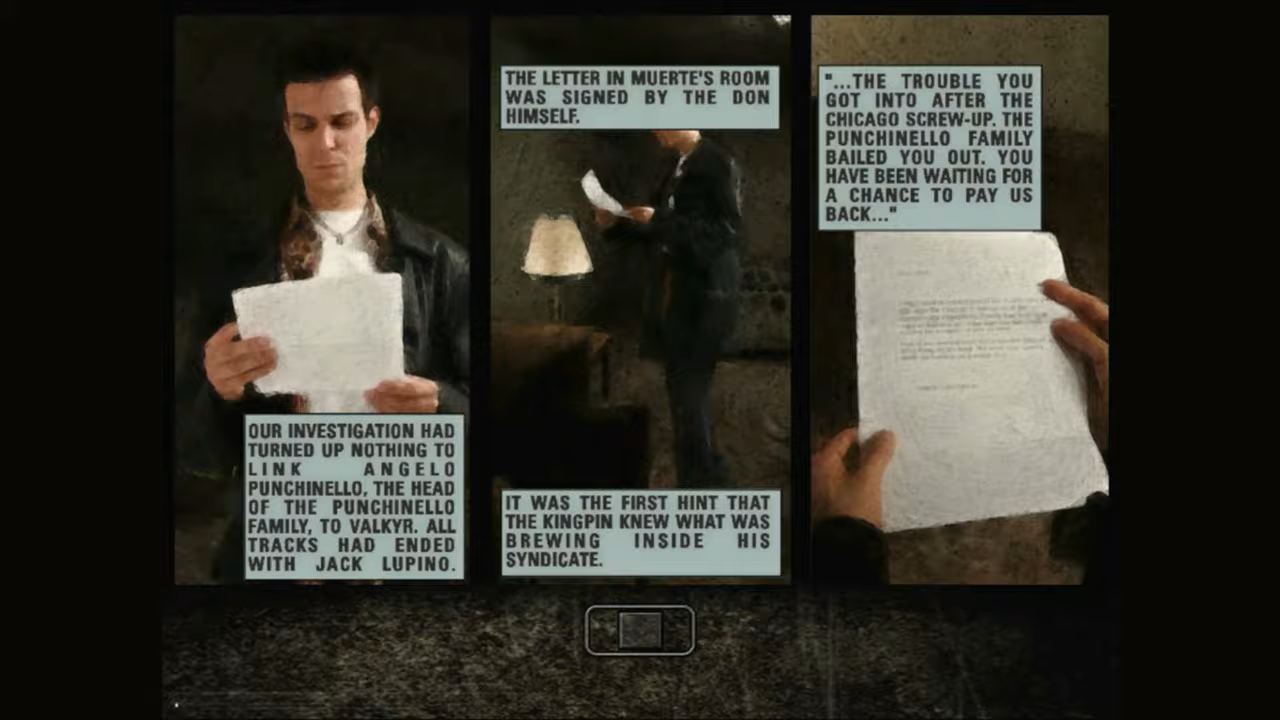 OUR INVESTIGATION HAD
TURNED UP NOTHING TO
LINK ANGELO
PUNCHINELLO, THE HEAD
OF THE PUNCHINELLO
FAMILY, TO VALKYR. ALL
TRACKS HAD ENDED
WITH JACK LUPINO.
THE LETTER IN MUERTE'S ROOM
WAS SIGNED BY THE DON
HIMSELF.
IT WAS THE FIRST HINT THAT
THE KINGPIN KNEW WHAT WAS
BREWING INSIDE HIS
SYNDICATE.
"...THE TROUBLE YOU
GOT INTO AFTER THE
CHICAGO SCREW-UP. THE
PUNCHINELLO FAMILY
BAILED YOU OUT. YOU
HAVE BEEN WAITING FOR
A CHANCE TO PAY US
BACK..."